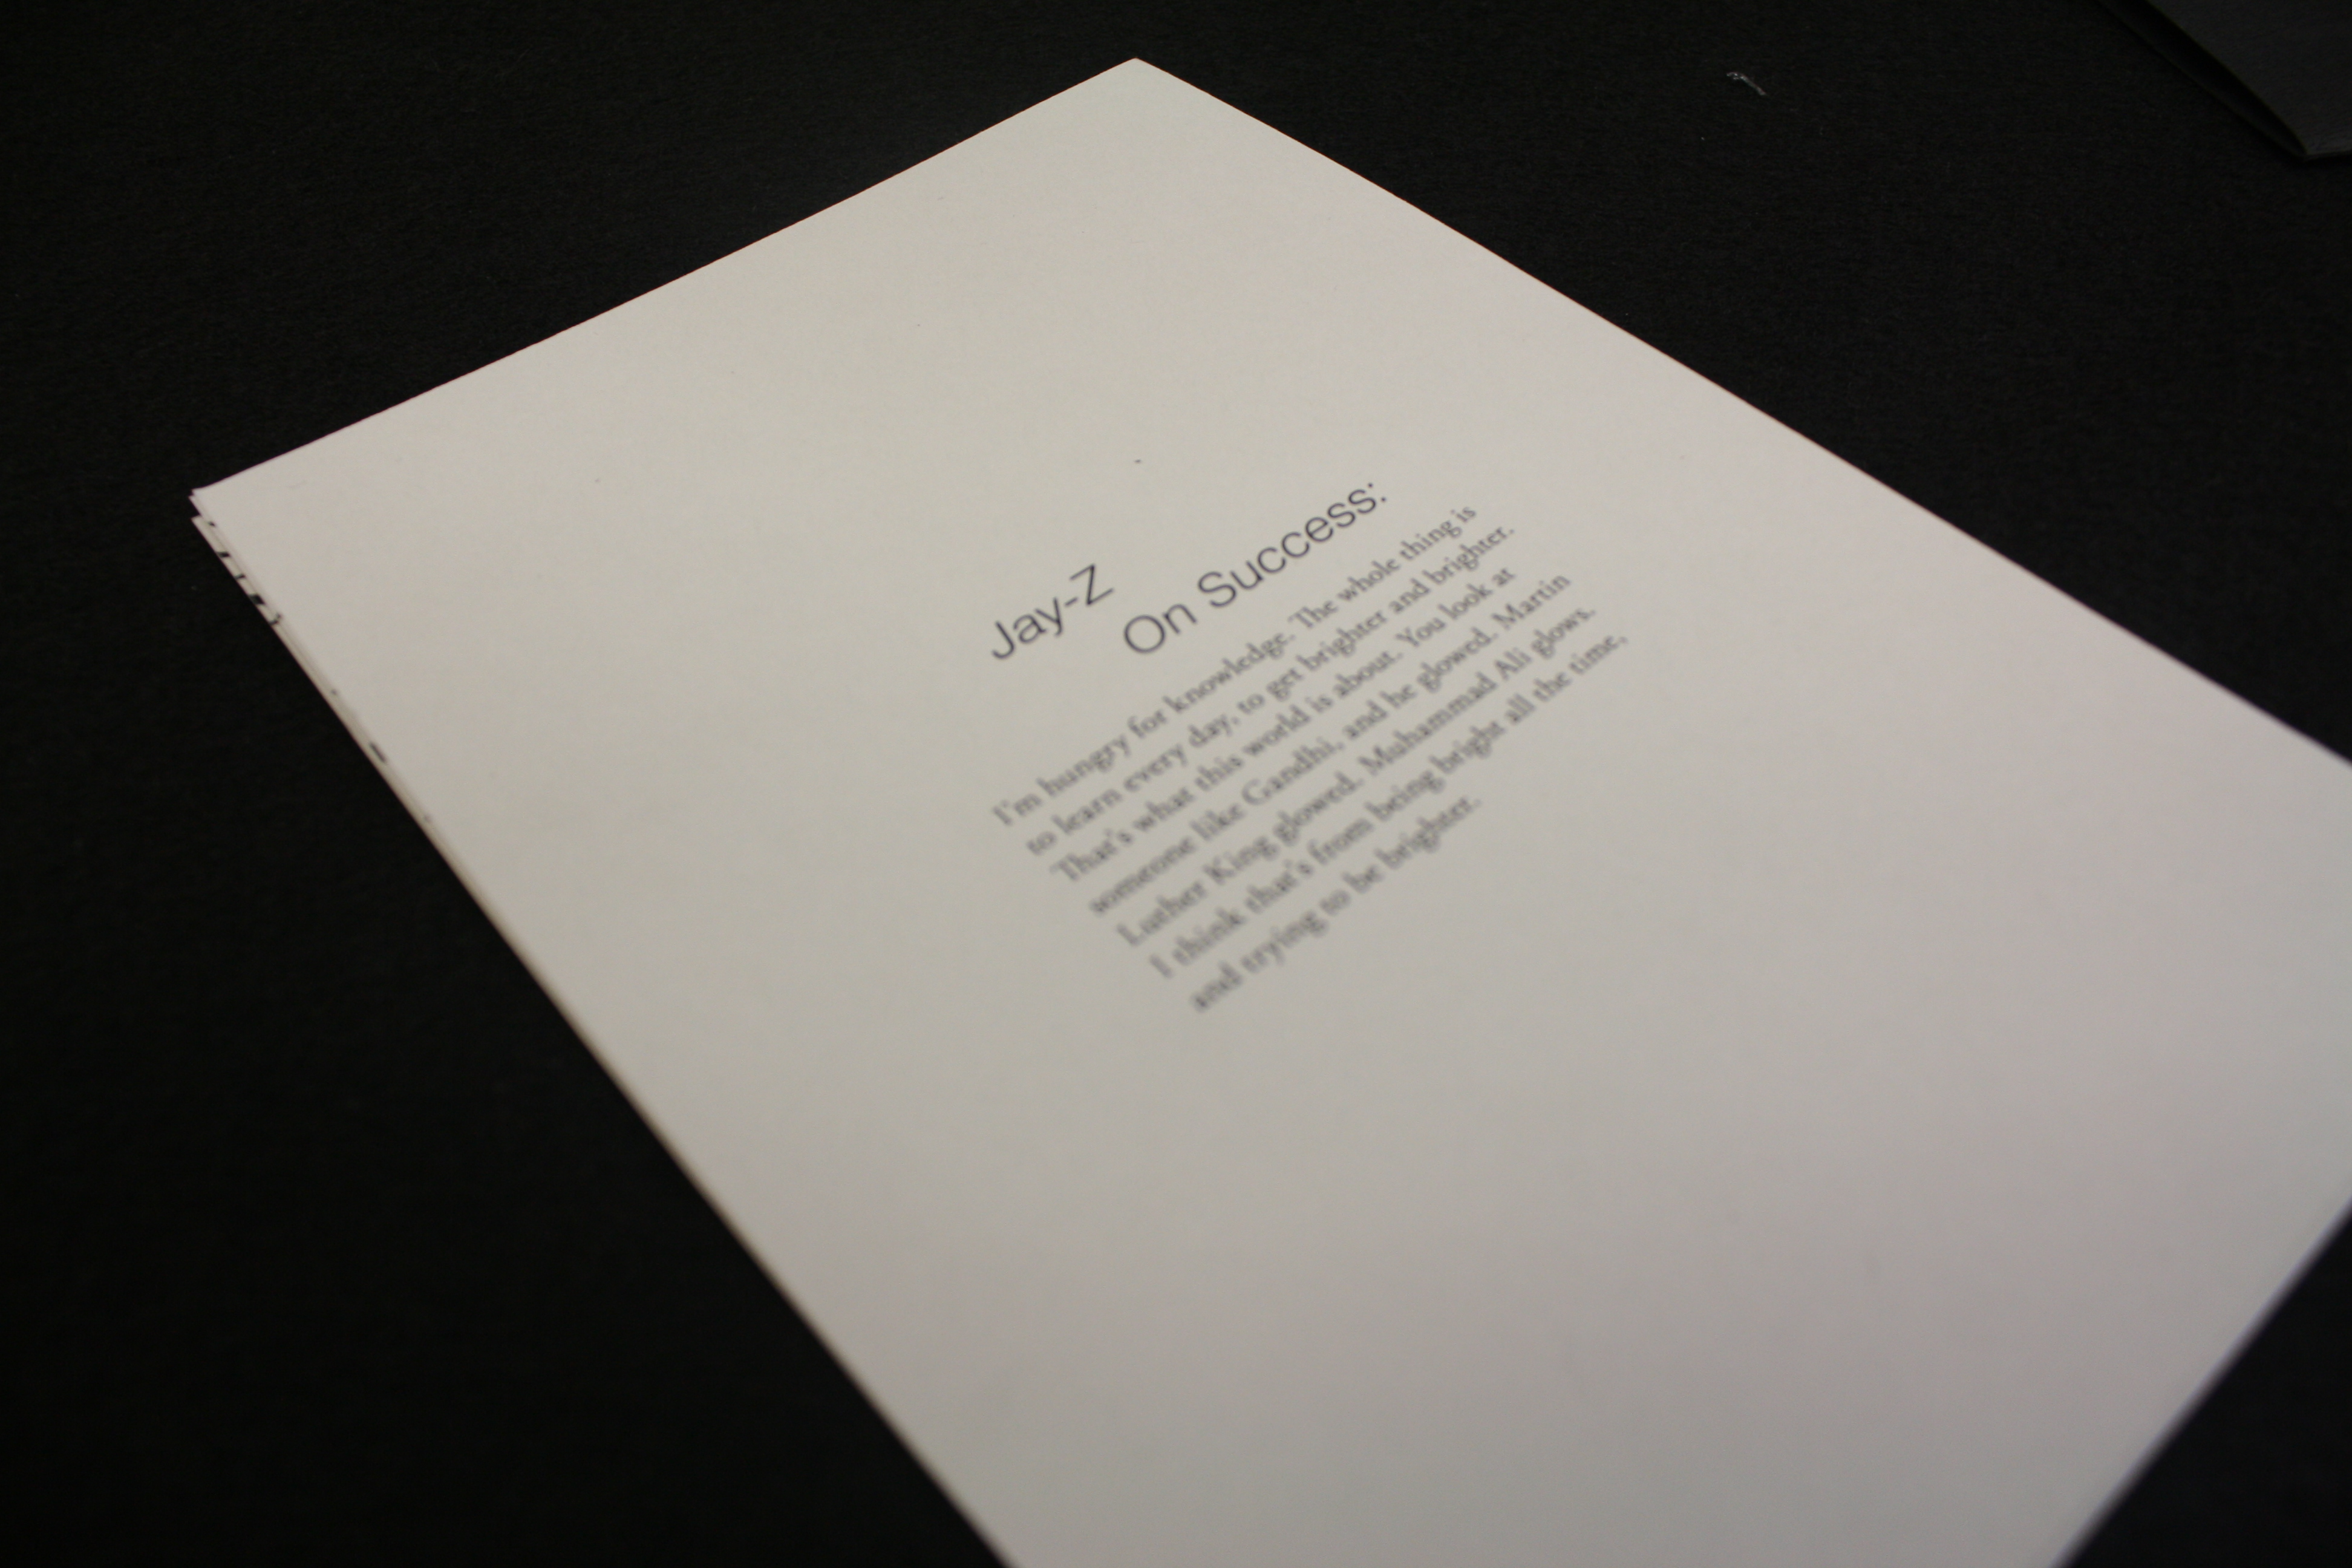 Jay-Z
On Success:
I'm hungry for knowledge. The whole thing is
to learn every day, to get brighter and brighter.
That's what this world is about. You look at
someone like Gandhi, and he glowed. Martin
Luther King glowed. Muhammad Ali glows.
I think that's from being bright all the time,
and trying to be brighter.